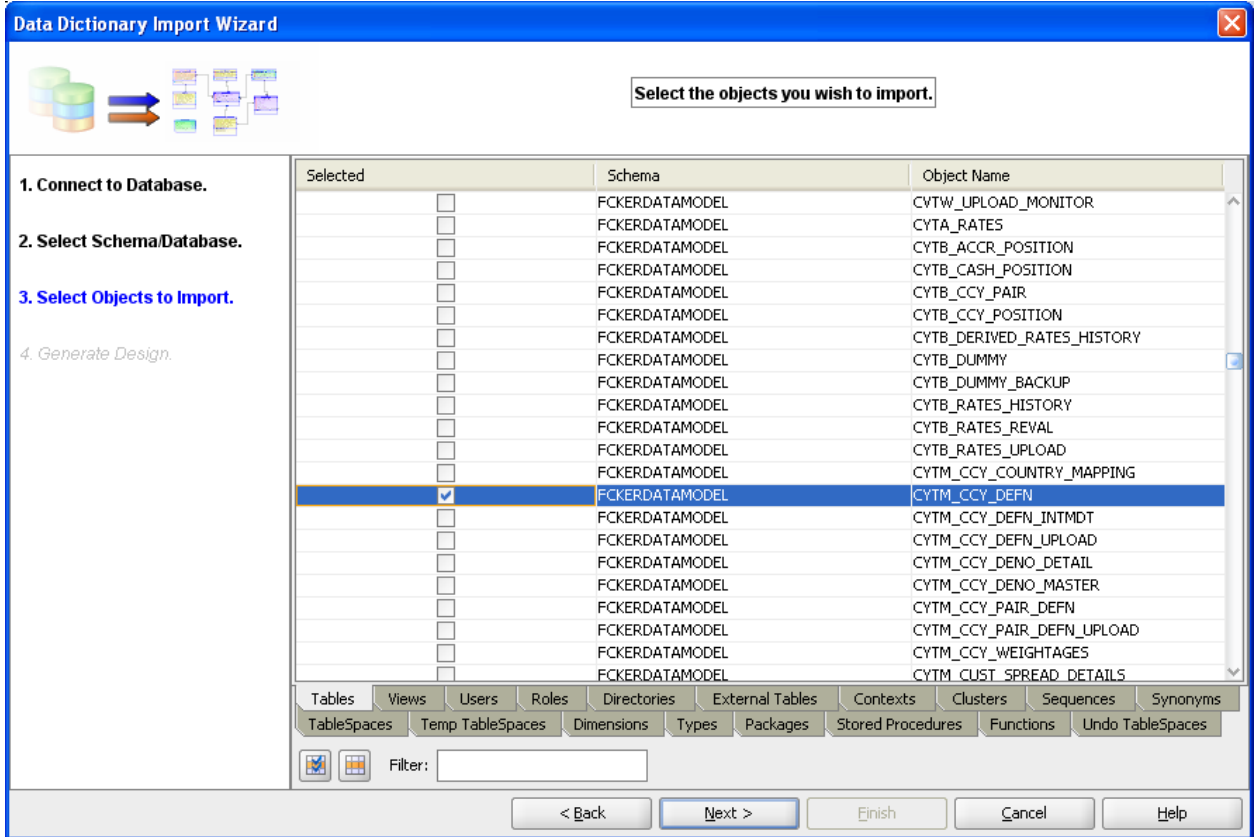 Data Dictionary Import Wizard
Select the objects you wish to import.
1. Connect to Database.
2. Select Schema/Database.
3. Select Objects to Import.
4. Generate Design.
Selected Schema Object Name
FCKERDATAMODEL CVTW_UPLOAD_MONITOR
FCKERDATAMODEL CYTA_RATES
FCKERDATAMODEL CYTB_ACCR_POSITION
FCKERDATAMODEL CYTB_CASH_POSITION
FCKERDATAMODEL CYTB_CCY_PAIR
FCKERDATAMODEL CYTB_CCY_POSITION
FCKERDATAMODEL CYTB_DERIVED_RATES_HISTORY
FCKERDATAMODEL CYTB_DUMMY
FCKERDATAMODEL CYTB_DUMMY_BACKUP
FCKERDATAMODEL CYTB_RATES_HISTORY
FCKERDATAMODEL CYTB_RATES_REVAL
FCKERDATAMODEL CYTB_RATES_UPLOAD
FCKERDATAMODEL CYTM_CCY_COUNTRY_MAPPING
FCKERDATAMODEL CYTM_CCY_DEFN
FCKERDATAMODEL CYTM_CCY_DEFN_INTMDT
FCKERDATAMODEL CYTM_CCY_DEFN_UPLOAD
FCKERDATAMODEL CYTM_CCY_DENO_DETAIL
FCKERDATAMODEL CYTM_CCY_DENO_MASTER
FCKERDATAMODEL CYTM_CCY_PAIR_DEFN
FCKERDATAMODEL CYTM_CCY_PAIR_DEFN_UPLOAD
FCKERDATAMODEL CYTM_CCY_WEIGHTAGES
FCKERDATAMODEL CYTM_CUST_SPREAD_DETAILS
Tables Views Users Roles Directories External Tables Contexts Clusters Sequences Synonyms
TableSpaces Temp TableSpaces Dimensions Types Packages Stored Procedures Functions Undo TableSpaces
Filter:
< Back Next > Finish Cancel Help